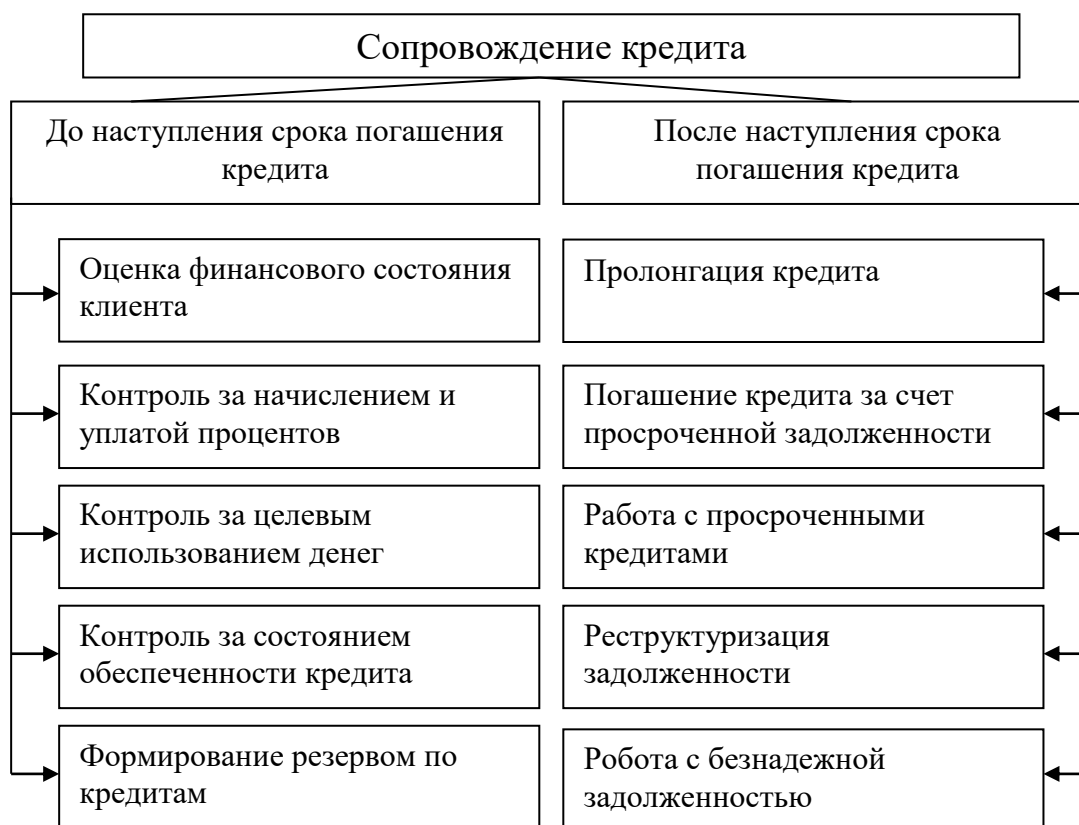 Сопровождение кредита
До наступления срока погашения
кредита
Оценка финансового состояния
клиента
Контроль за начислением и
уплатой процентов
Контроль за целевым
использованием денег
Контроль за состоянием
обеспеченности кредита
Формирование резервом по
кредитам
После наступления срока
погашения кредита
Пролонгация кредита
Погашение кредита за счет
просроченной задолженности
Работа с просроченными
кредитами
Реструктуризация
задолженности
Робота с безнадежной
задолженностью